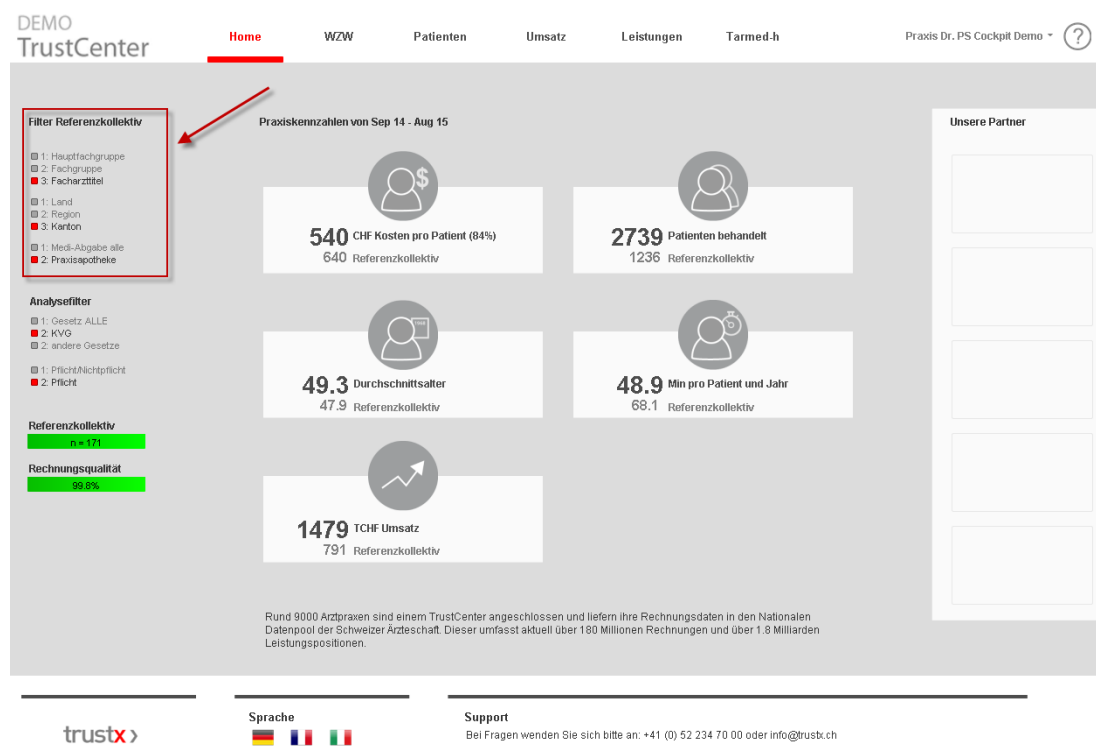 DEMO
TrustCenter
Home
WZW
Patienten
Umsatz
Leistungen
Tarmed-h
Praxis Dr. PS Cockpit Demo
?
Filter Referenzkollektiv
1: Hauptfachgruppe
2: Fachgruppe
3: Facharzttitel
1: Land
2: Region
3: Kanton
1: Medi-Abgabe alle
2: Praxisapotheke
Analysefilter
1: Gesetz ALLE
2: KVG
2: andere Gesetze
1: Pflicht/Nichtpflicht
2: Pflicht
Referenzkollektiv
n = 171
Rechnungsqualität
99.8%
Praxiskennzahlen von Sep 14 - Aug 15
$
540 CHF Kosten pro Patient (84%)
640 Referenzkollektiv
2739 Patienten behandelt
1236 Referenzkollektiv
49.3 Durchschnittsalter
47.9 Referenzkollektiv
48.9 Min pro Patient und Jahr
68.1 Referenzkollektiv
1479 TCHF Umsatz
791 Referenzkollektiv
Rund 9000 Arztpraxen sind einem TrustCenter angeschlossen und liefern ihre Rechnungsdaten in den Nationalen
Datenpool der Schweizer Ärzteschaft. Dieser umfasst aktuell über 180 Millionen Rechnungen und über 1.8 Milliarden
Leistungspositionen.
Unsere Partner
trustx
Sprache
Support
Bei Fragen wenden Sie sich bitte an: +41 (0) 52 234 70 00 oder info@trustx.ch